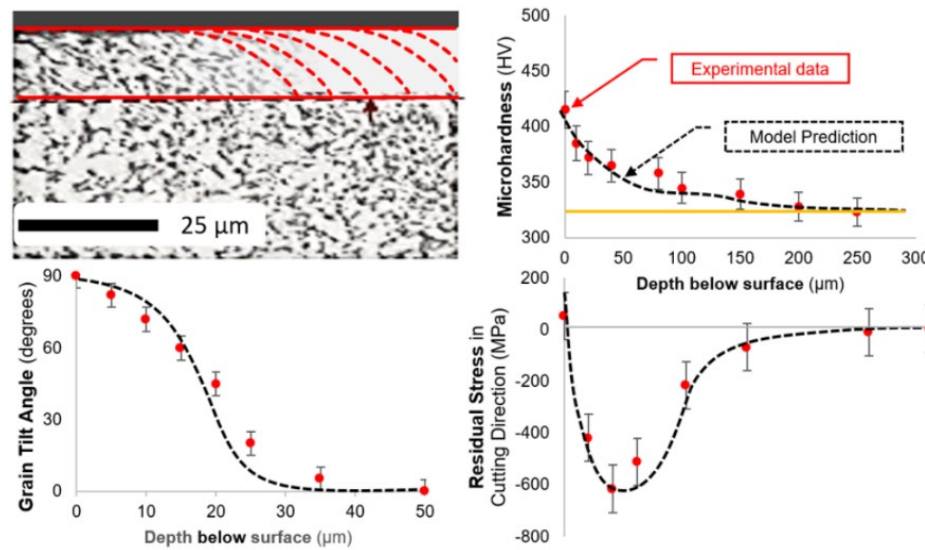 25 µm
Microhardness (HV)
500
450
400
350
300
Experimental data
Model Prediction
0 50 100 150 200 250 300
Depth below surface (µm)
Grain Tilt Angle (degrees)
90
60
30
0
0 10 20 30 40 50
Depth below surface (µm)
Residual Stress in
Cutting Direction (MPa)
200
0
-200
-400
-600
-800